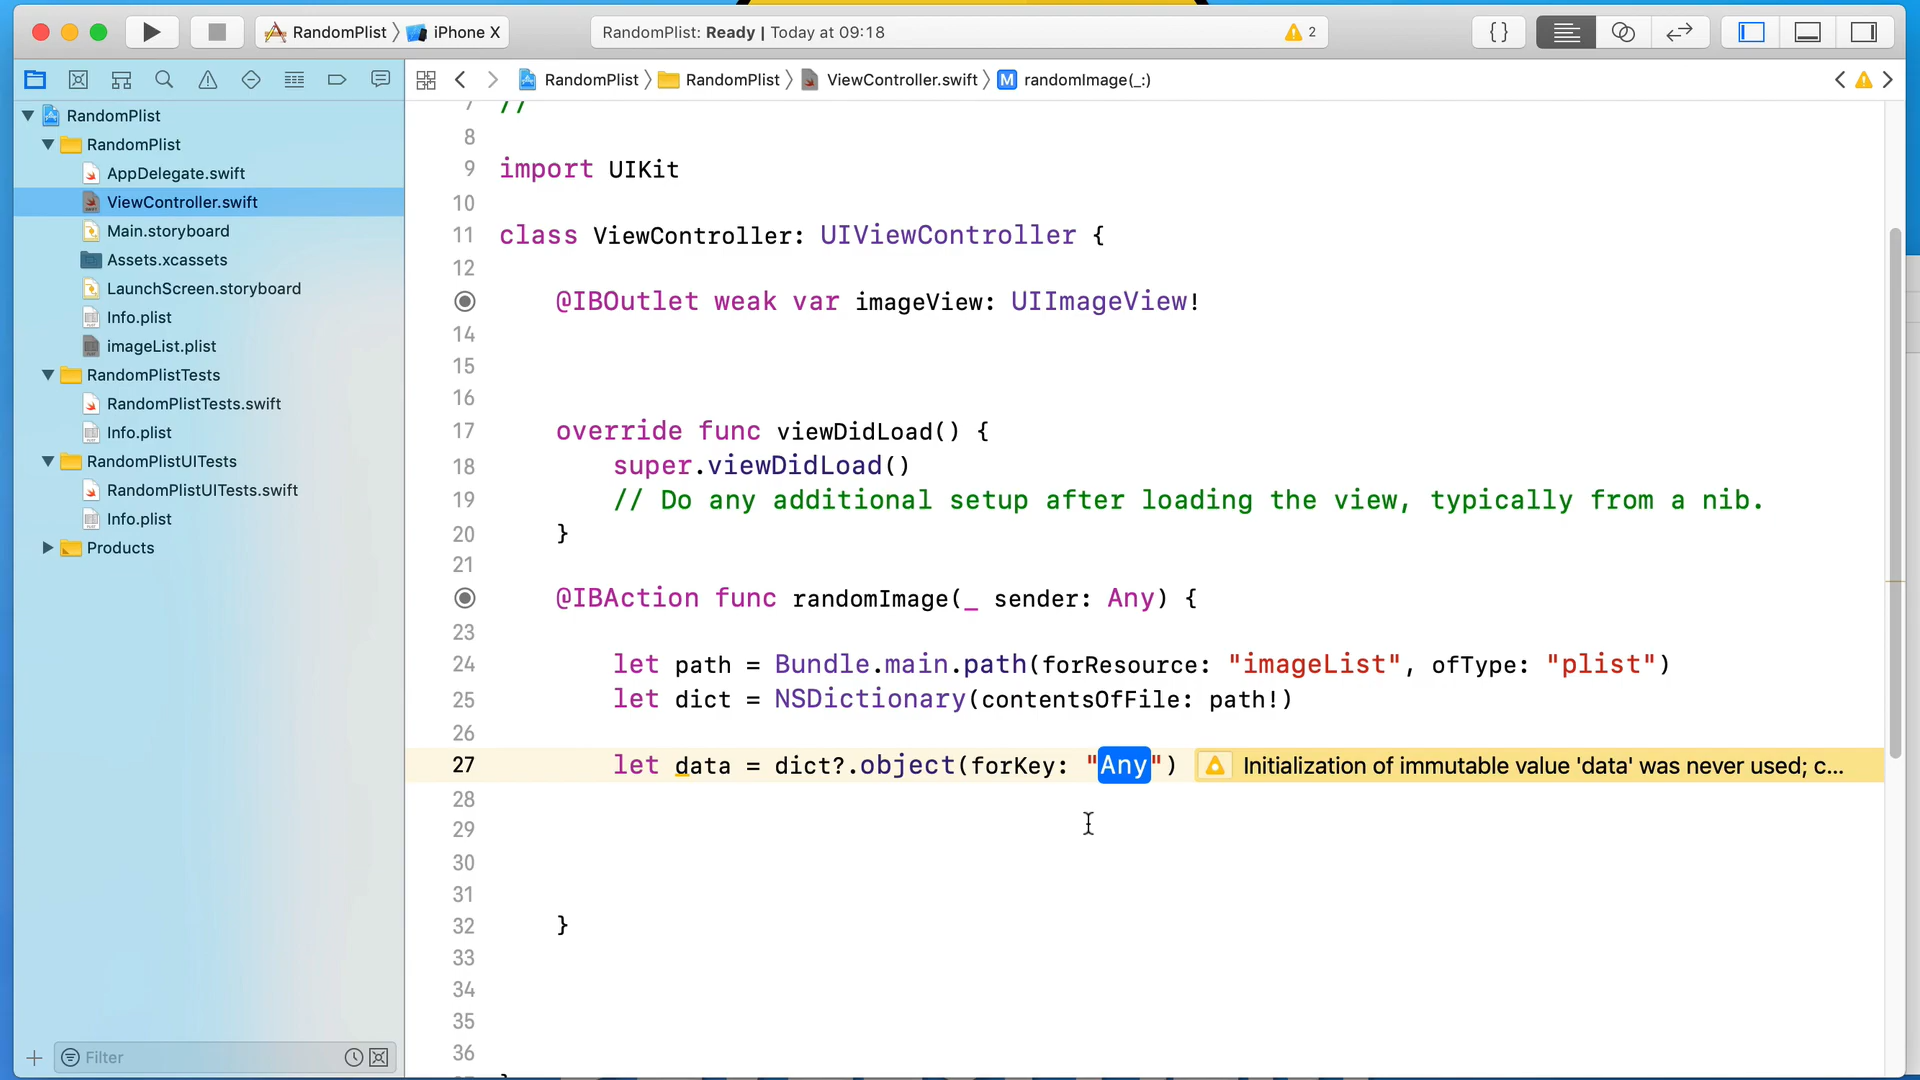 RandomPlist iPhone X
RandomPlist: Ready | Today at 09:18
2
{}
RandomPlist RandomPlist ViewController.swift M randomImage(_:)
RandomPlist
RandomPlist
AppDelegate.swift
ViewController.swift
Main.storyboard
Assets.xcassets
LaunchScreen.storyboard
Info.plist
imageList.plist
RandomPlistTests
RandomPlistTests.swift
Info.plist
RandomPlistUITests
RandomPlistUITests.swift
Info.plist
Products
Filter
7 //
8
9 import UIKit
10
11 class ViewController: UIViewController {
12
@IBOutlet weak var imageView: UIImageView!
14
15
16
17 override func viewDidLoad() {
18 super.viewDidLoad()
19 // Do any additional setup after loading the view, typically from a nib.
20 }
21
@IBAction func randomImage(_ sender: Any) {
23
24 let path = Bundle.main.path(forResource: "imageList", ofType: "plist")
25 let dict = NSDictionary(contentsOfFile: path!)
26
27 let data = dict?.object(forKey: "Any") Initialization of immutable value 'data' was never used; c...
28
29
30
31
32 }
33
34
35
36